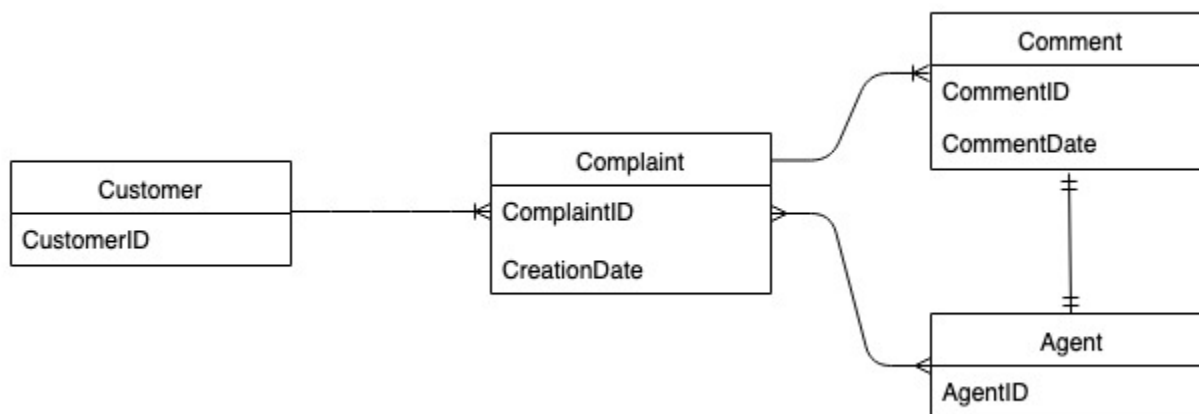 Customer
CustomerID
Complaint
ComplaintID
CreationDate
Comment
CommentID
CommentDate
Agent
AgentID